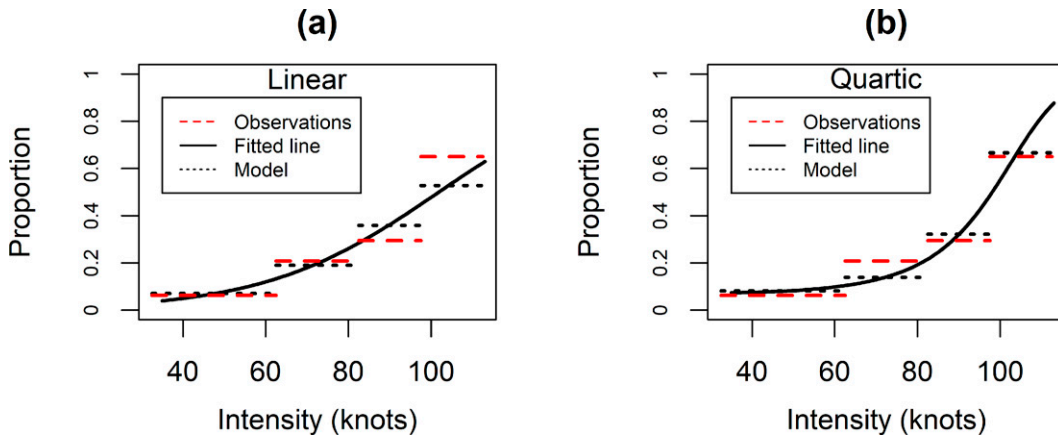 (a)
Linear
Observations
Fitted line
Model
Proportion
1
0.8
0.6
0.4
0.2
0
40 60 80 100
Intensity (knots)
(b)
Quartic
Observations
Fitted line
Model
Proportion
1
0.8
0.6
0.4
0.2
0
40 60 80 100
Intensity (knots)